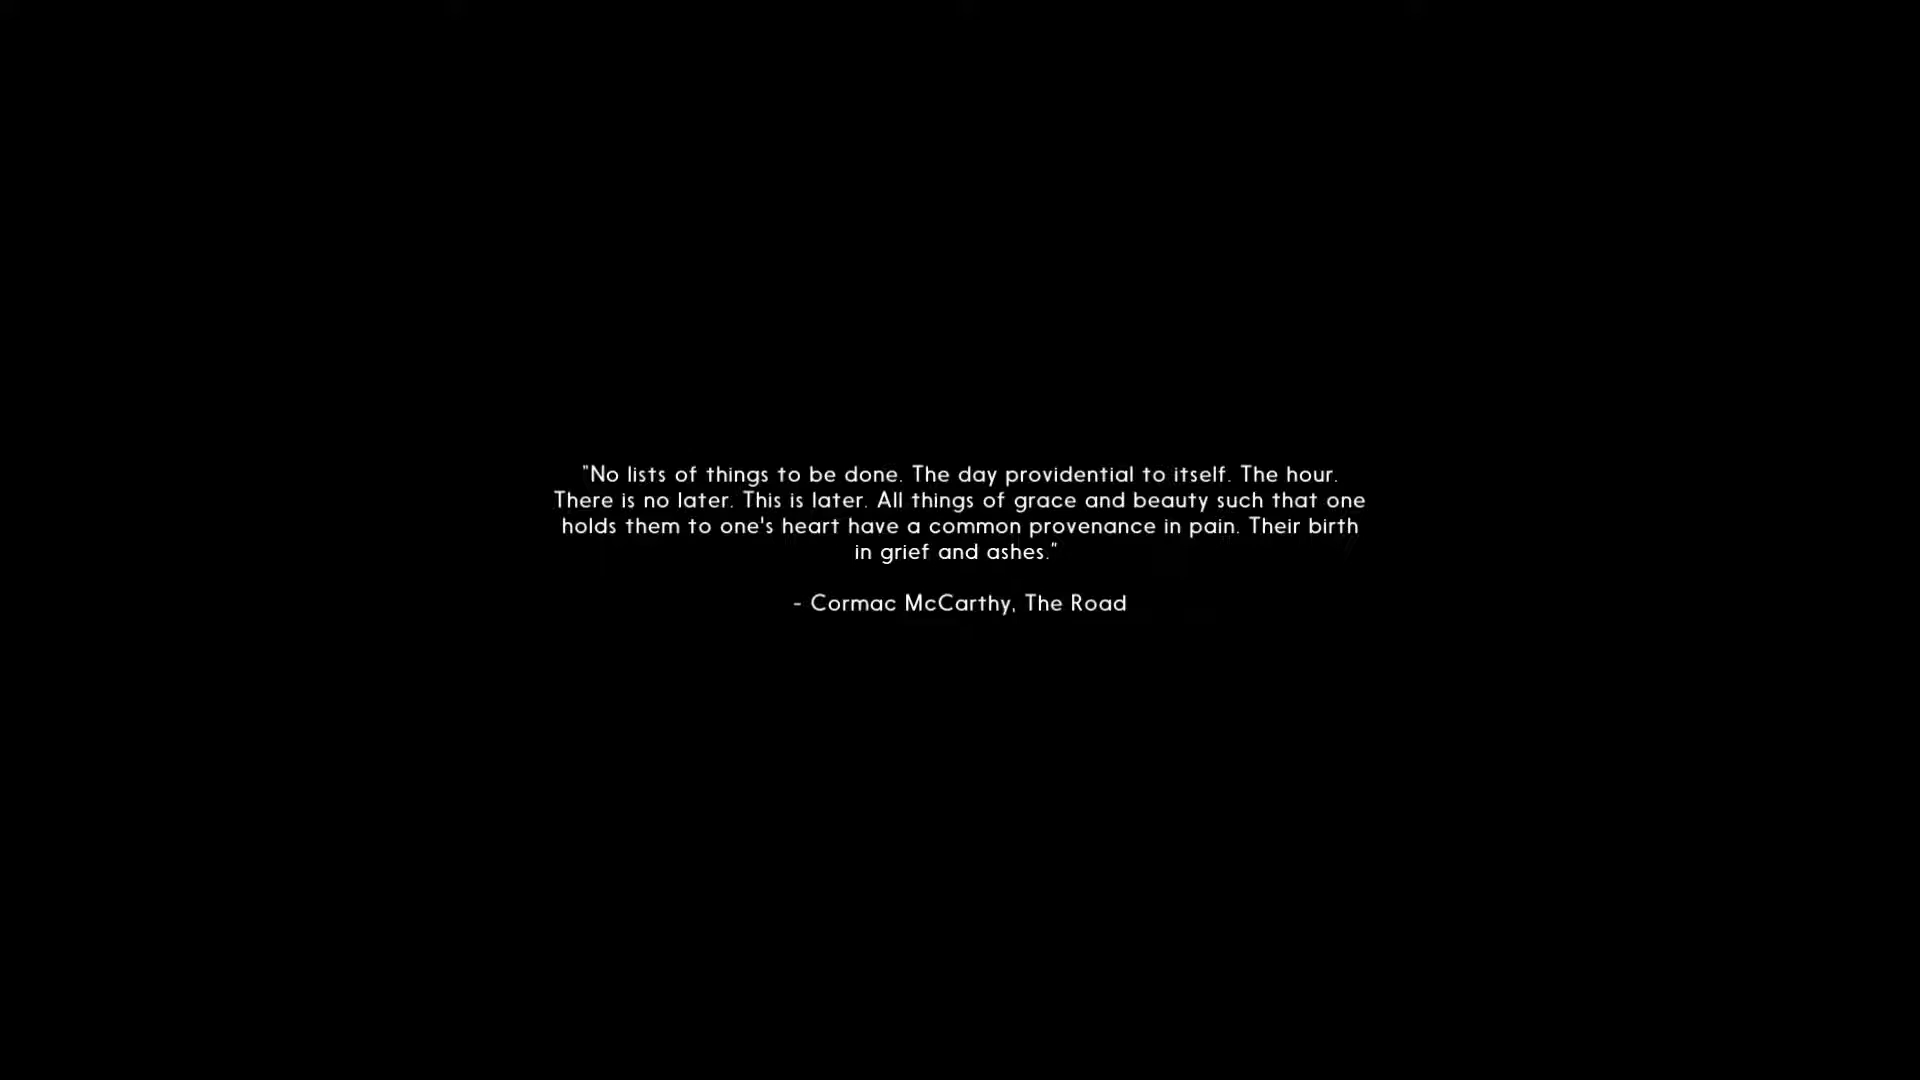 "No lists of things to be done. The day providential to itself. The hour.
There is no later. This is later. All things of grace and beauty such that one
holds them to one's heart have a common provenance in pain. Their birth
in grief and ashes."
- Cormac McCarthy, The Road